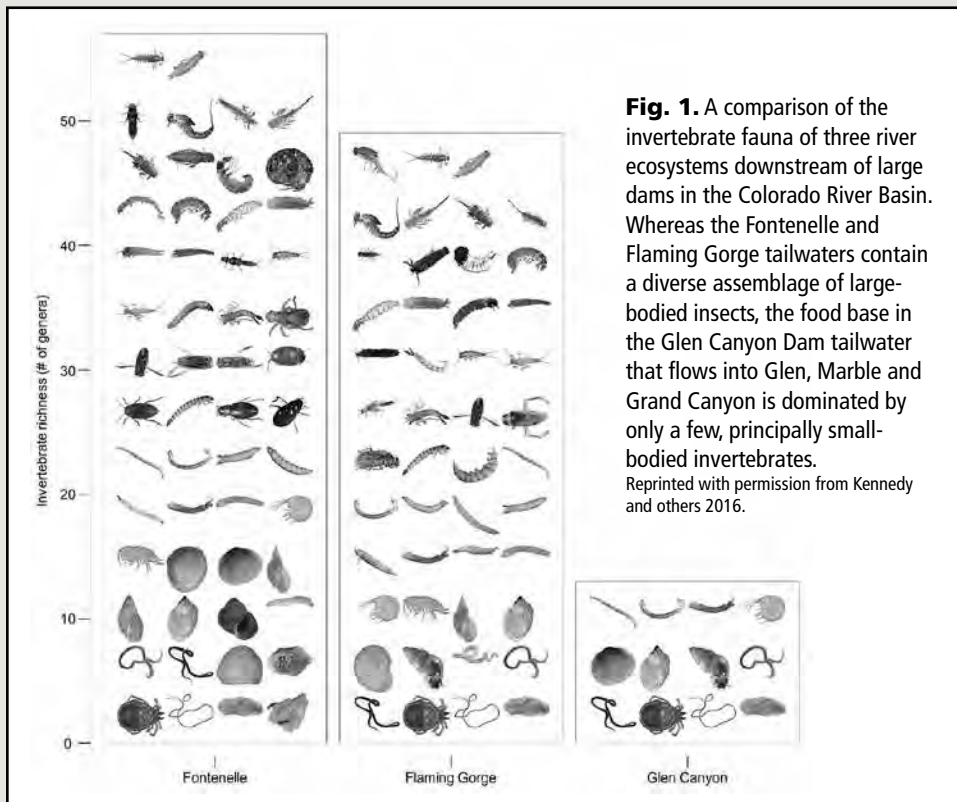 Invertebrate richness (# of genera)
50
40
30
20
10
0
Fontenelle
Flaming Gorge
Glen Canyon
Fig. 1. A comparison of the
invertebrate fauna of three river
ecosystems downstream of large
dams in the Colorado River Basin.
Whereas the Fontenelle and
Flaming Gorge tailwaters contain
a diverse assemblage of large-
bodied insects, the food base in
the Glen Canyon Dam tailwater
that flows into Glen, Marble and
Grand Canyon is dominated by
only a few, principally small-
bodied invertebrates.
Reprinted with permission from Kennedy
and others 2016.